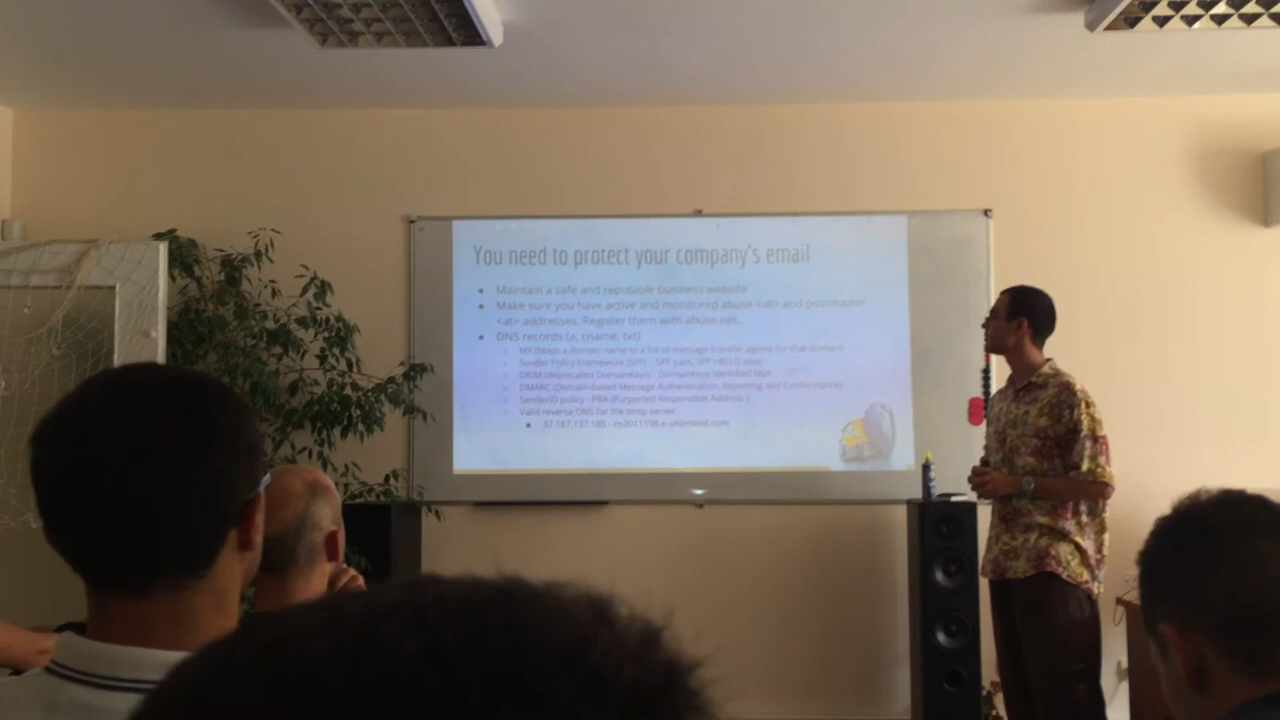 You need to protect your company's email
Maintain a safe and reputable business website
Make sure you have active and monitored abuse <at> and postmaster
<at> addresses. Register them with abuse.net.
DNS records (a, cname, txt)
MX (Maps a domain name to a list of message transfer agents for that domain)
Sender Policy Framework (SPF) - SPF pass, SPF HELO pass
DKIM (deprecated DomainKeys) - DomainKeys Identified Mail
DMARC (Domain-based Message Authentication, Reporting and Conformance)
SenderID policy - PRA (Purported Responsible Address )
Valid reverse DNS for the smtp server
37.187.137.185 -